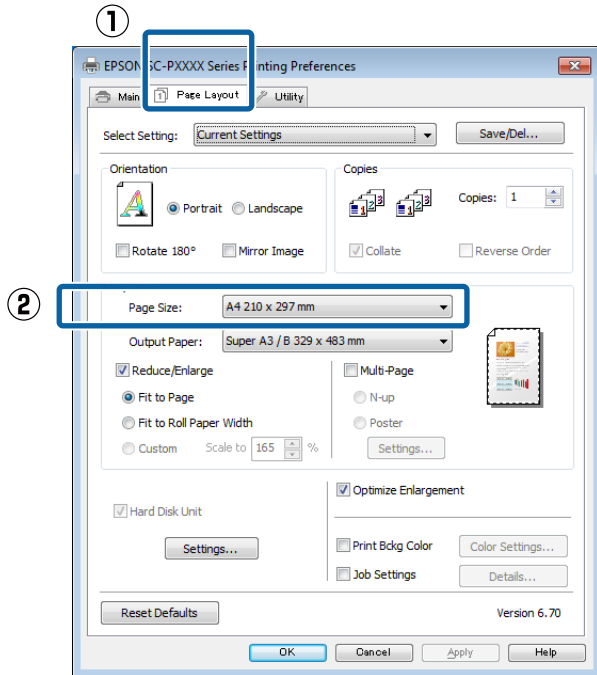 ①
EPSON SC-PXXXX Series Printing Preferences
Main Page Layout Utility
Select Setting: Current Settings Save/Del...
Orientation Copies
Portrait Landscape Copies: 1
Rotate 180° Mirror Image Collate Reverse Order
②
Page Size: A4 210 x 297 mm
Output Paper: Super A3 / B 329 x 483 mm
Reduce/Enlarge Multi-Page
Fit to Page N-up
Fit to Roll Paper Width Poster
Custom Scale to 165 % Settings...
Optimize Enlargement
Hard Disk Unit
Settings... Print Bckg Color Color Settings...
Job Settings Details...
Reset Defaults Version 6.70
OK Cancel Apply Help